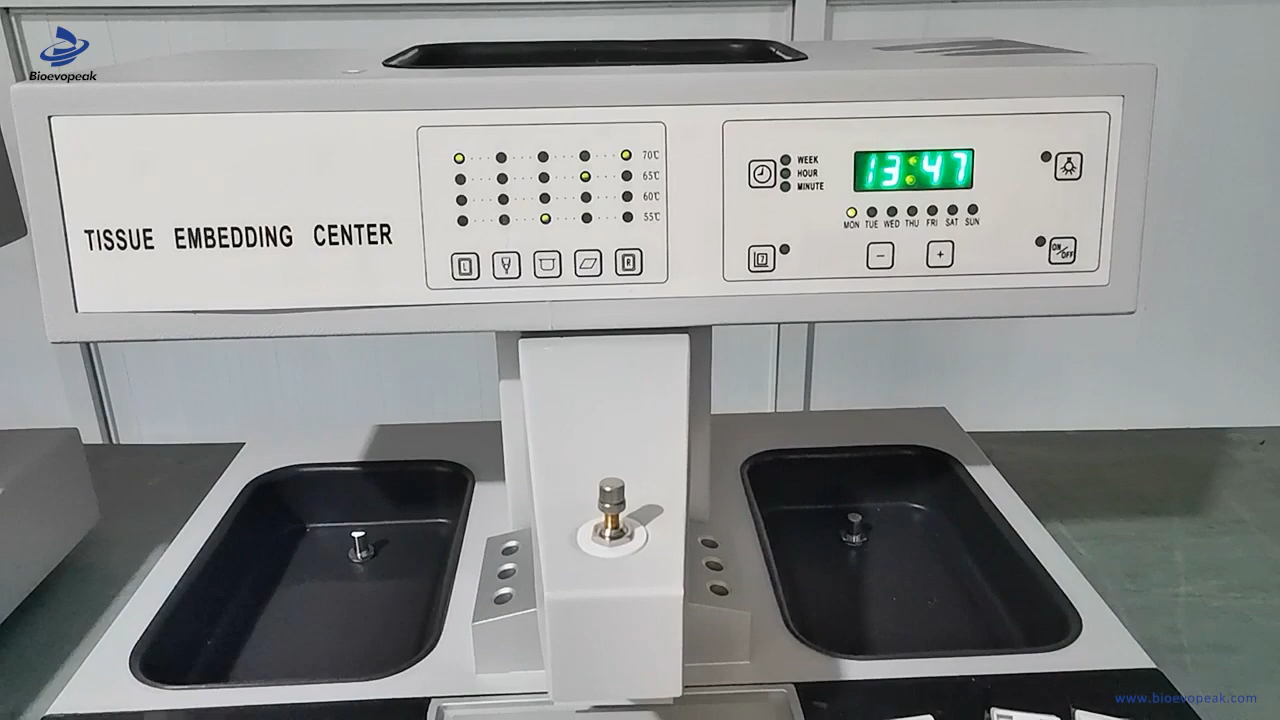 Bioevopeak
TISSUE EMBEDDING CENTER
70℃
65℃
60℃
55℃
L
R
WEEK
HOUR
MINUTE
13:47
MON TUE WED THU FRI SAT SUN
- +
ON/OFF
www.bioevopeak.com